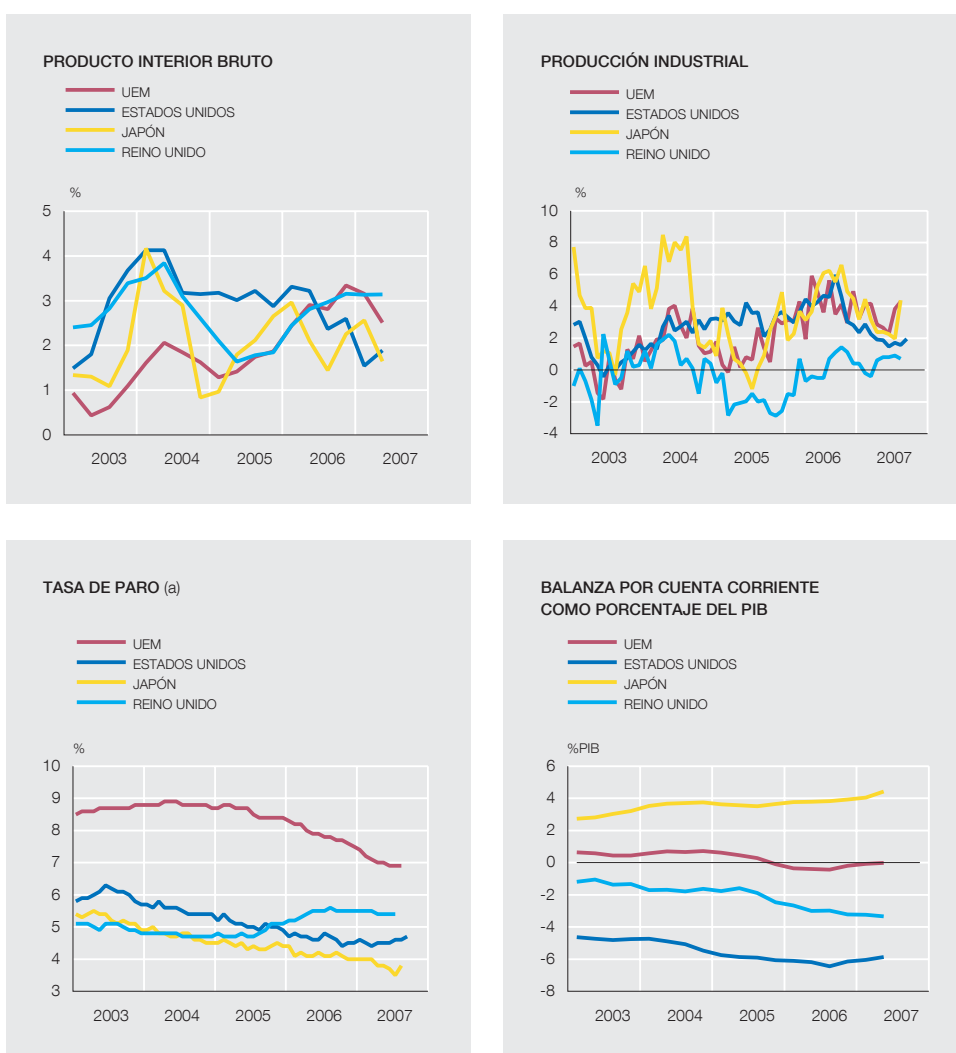 PRODUCTO INTERIOR BRUTO
UEM
ESTADOS UNIDOS
JAPÓN
REINO UNIDO
%
5
4
3
2
1
0
2003 2004 2005 2006 2007
PRODUCCIÓN INDUSTRIAL
UEM
ESTADOS UNIDOS
JAPÓN
REINO UNIDO
%
10
8
6
4
2
0
-2
-4
2003 2004 2005 2006 2007
TASA DE PARO (a)
UEM
ESTADOS UNIDOS
JAPÓN
REINO UNIDO
%
10
9
8
7
6
5
4
3
2003 2004 2005 2006 2007
BALANZA POR CUENTA CORRIENTE
COMO PORCENTAJE DEL PIB
UEM
ESTADOS UNIDOS
JAPÓN
REINO UNIDO
%PIB
6
4
2
0
-2
-4
-6
-8
2003 2004 2005 2006 2007